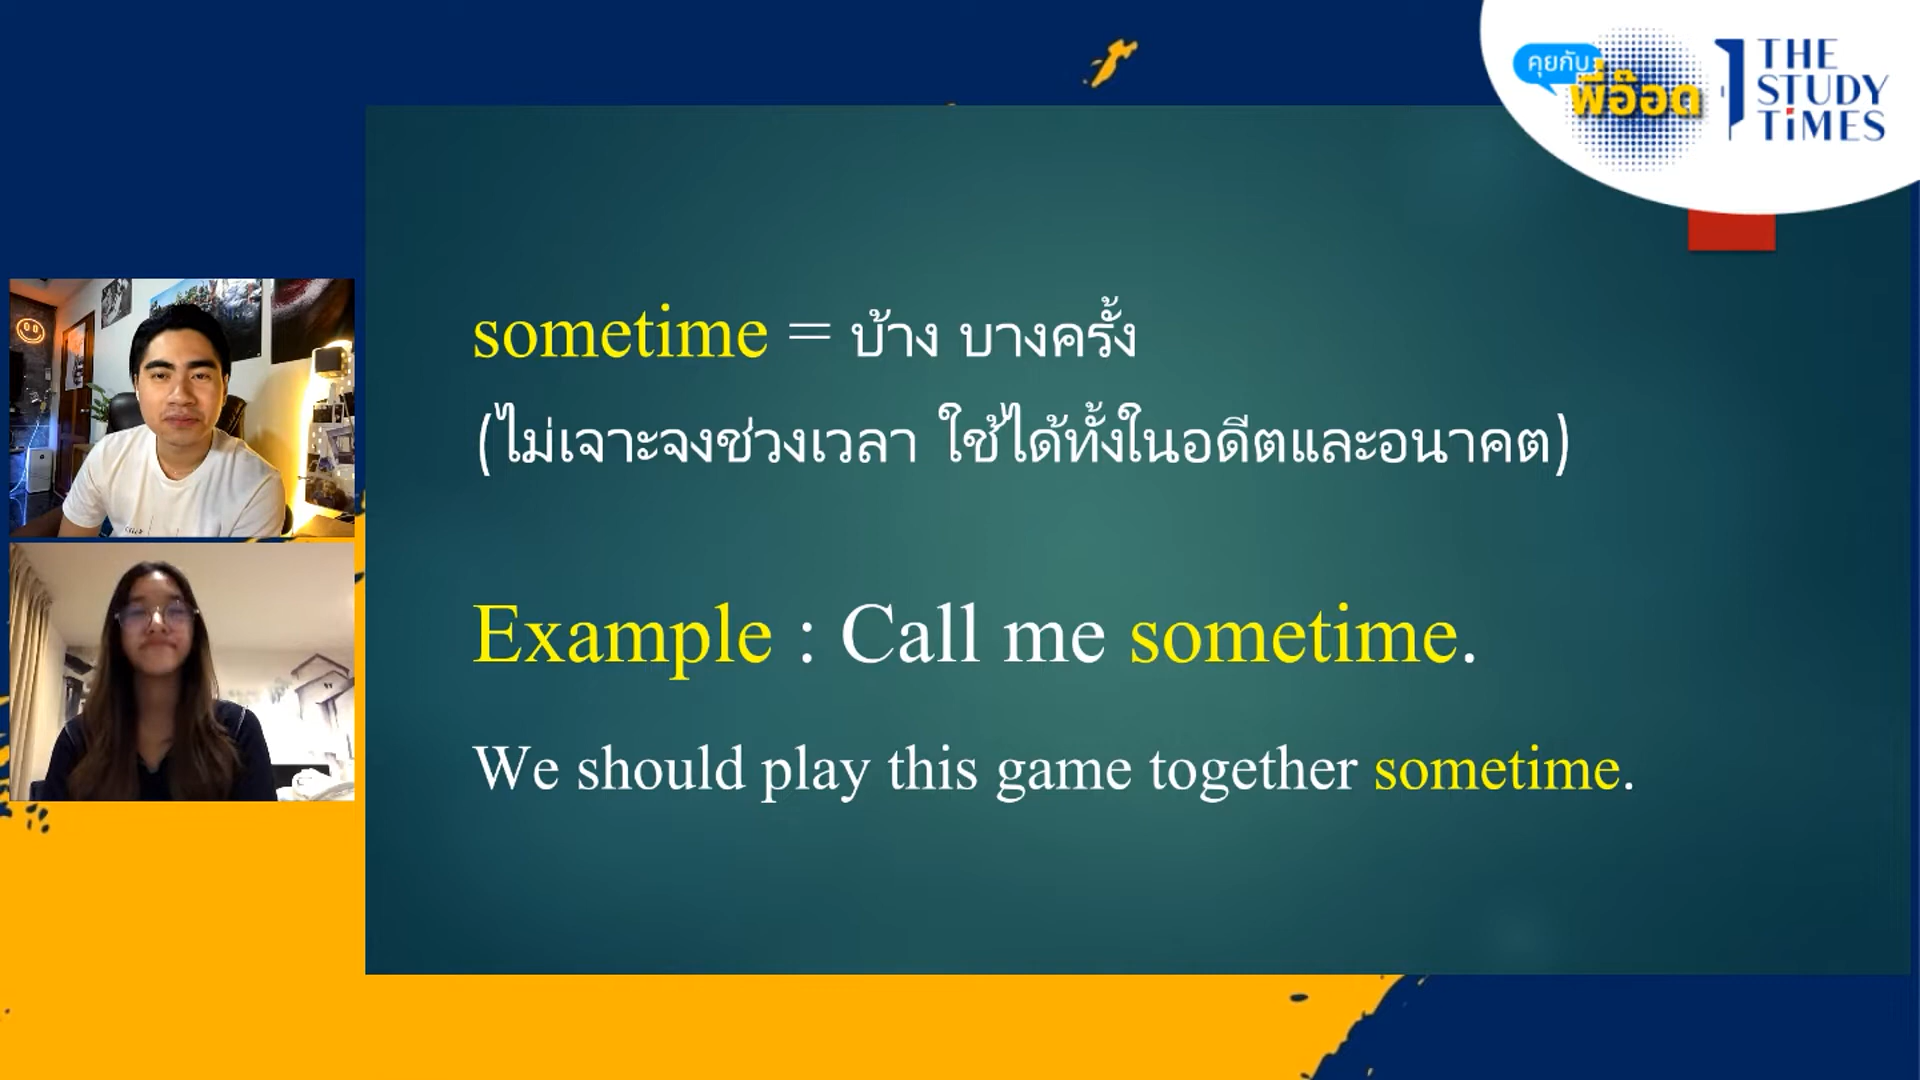 คุยกับ
พี่อ๊อด
THE
STUDY
TiMES
sometime = บ้าง บางครั้ง
(ไม่เจาะจงช่วงเวลา ใช้ได้ทั้งในอดีตและอนาคต)
Example : Call me sometime.
We should play this game together sometime.